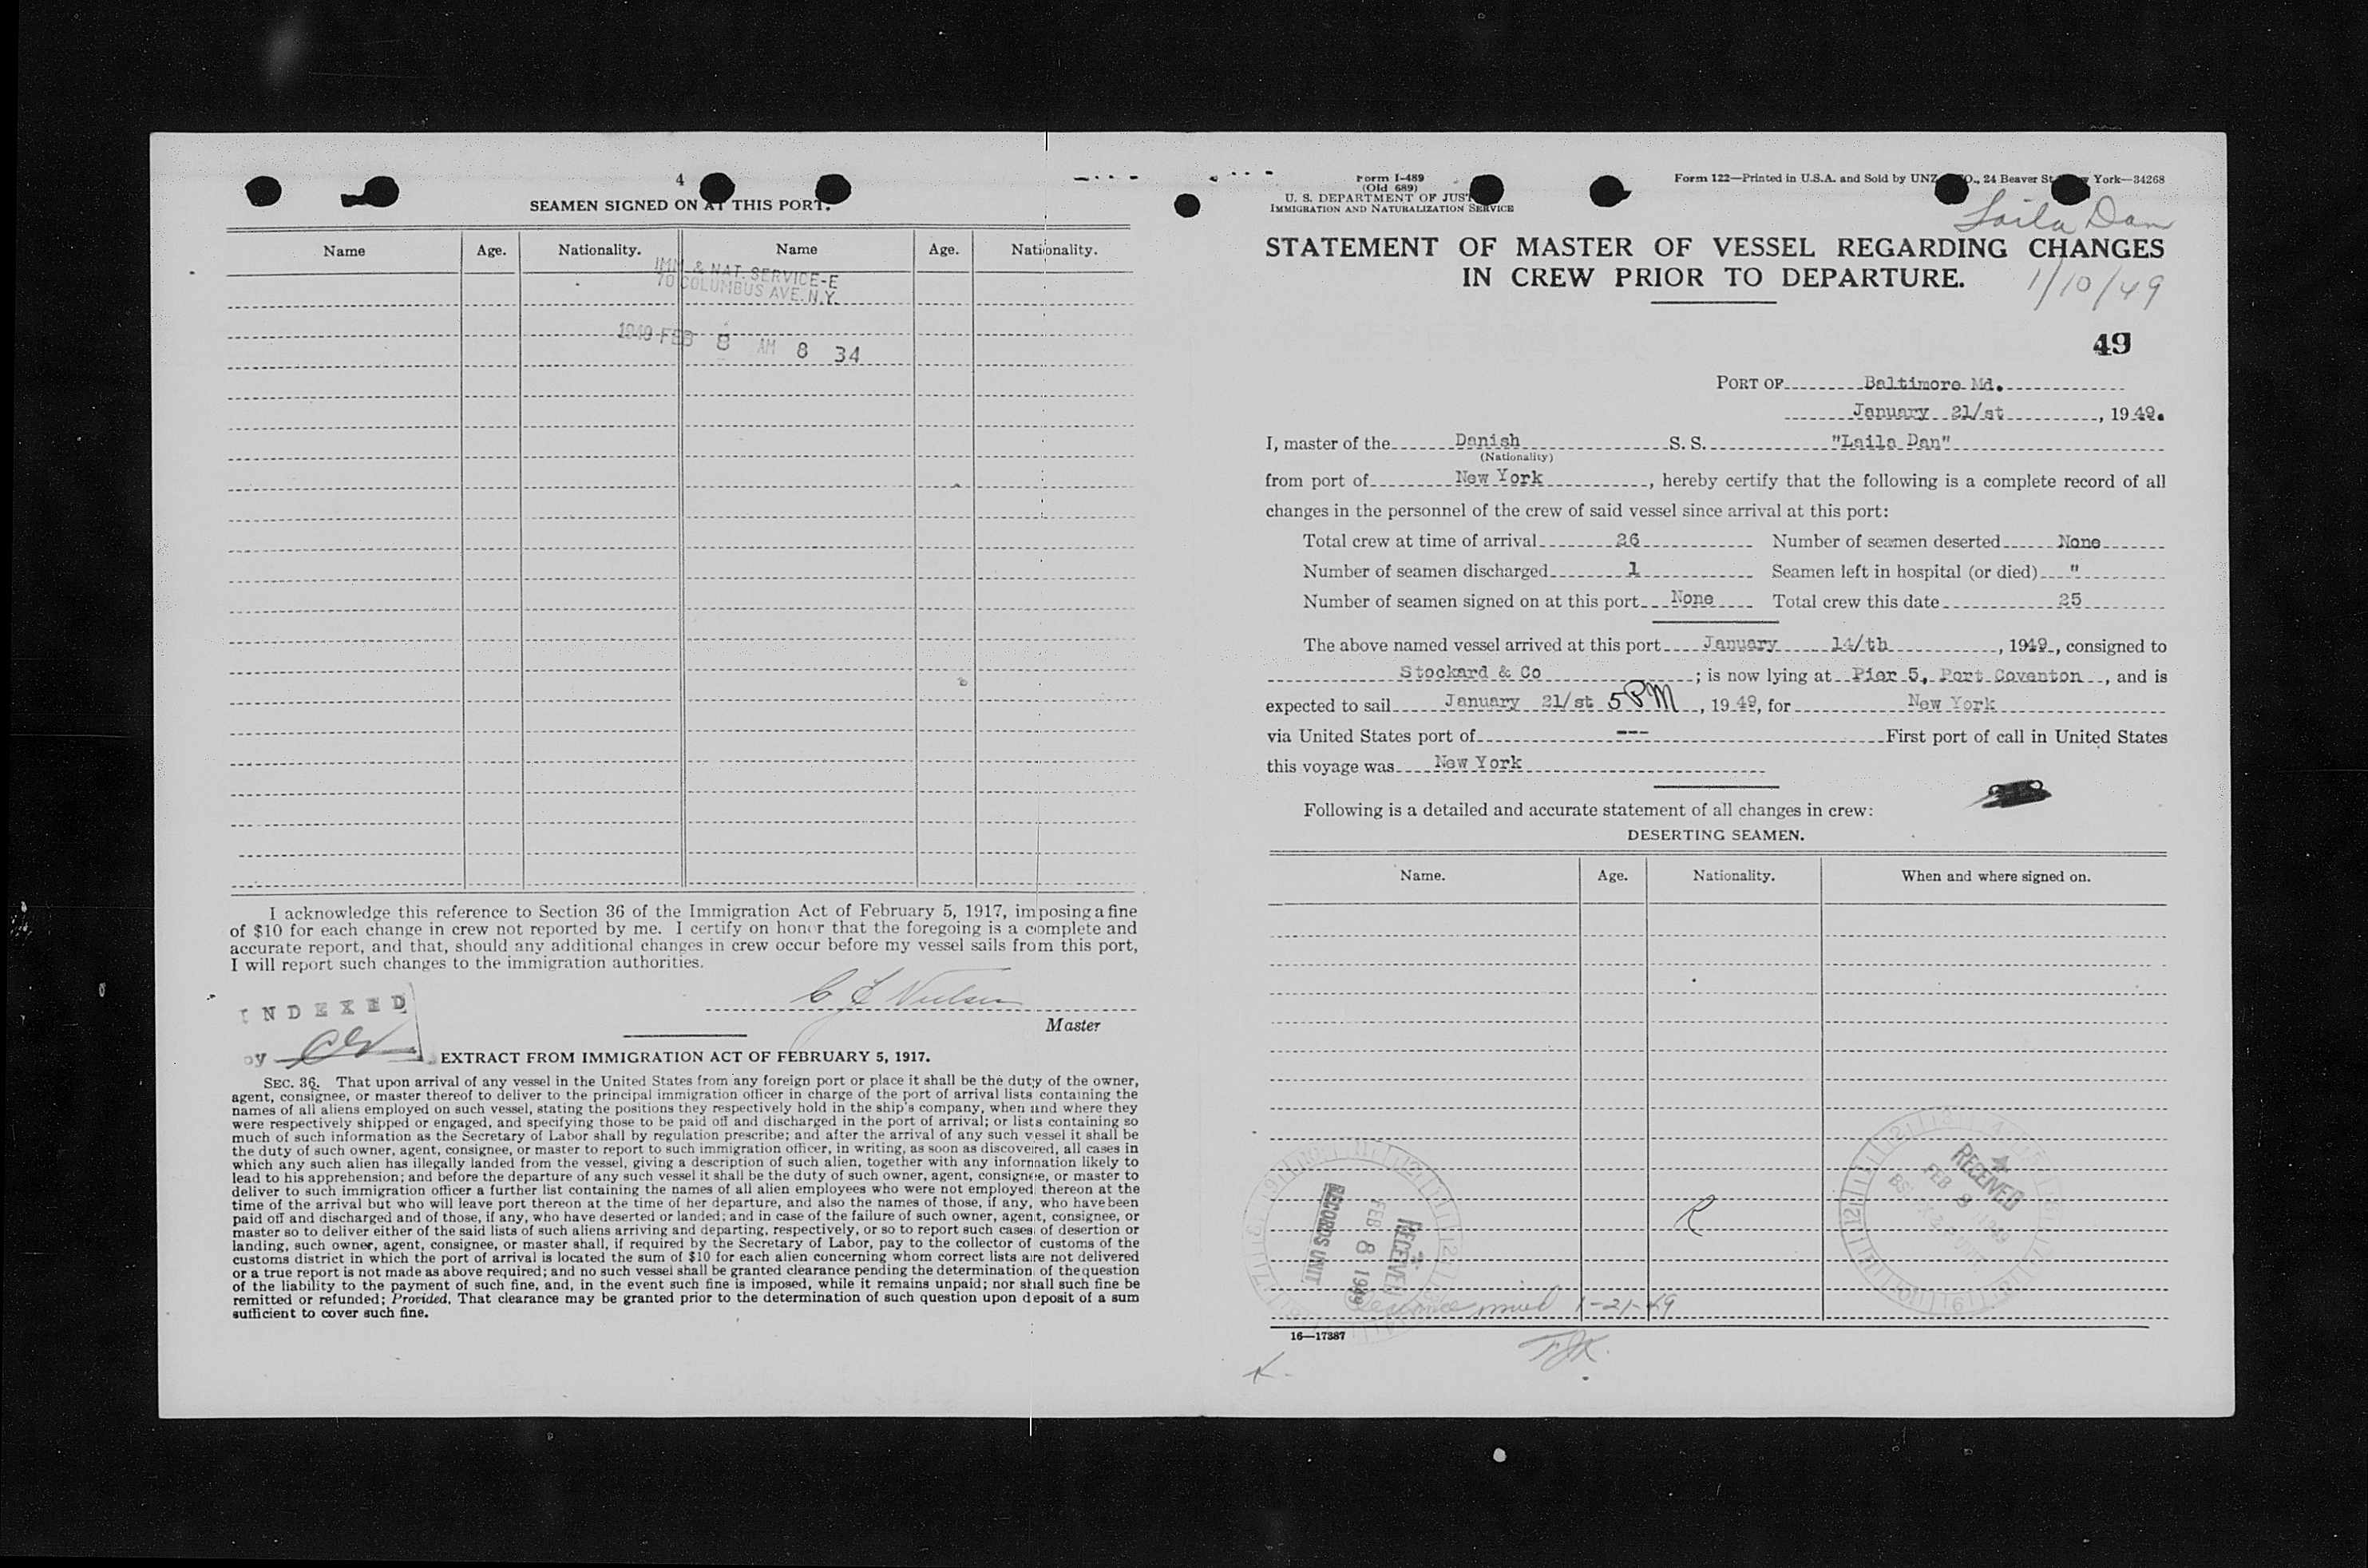 4
SEAMEN SIGNED ON AT THIS PORT.
Name Age. Nationality. Name Age. Nationality.
IMM. & NAT. SERVICE-E
70 COLUMBUS AVE. N.Y.
1949 FEB 8 AM 8 34
I acknowledge this reference to Section 36 of the Immigration Act of February 5, 1917, imposing a fine
of $10 for each change in crew not reported by me. I certify on honor that the foregoing is a complete and
accurate report, and that, should any additional changes in crew occur before my vessel sails from this port,
I will report such changes to the immigration authorities.
INDEXED
by
Nielsen
Master
EXTRACT FROM IMMIGRATION ACT OF FEBRUARY 5, 1917.
SEC. 36. That upon arrival of any vessel in the United States from any foreign port or place it shall be the duty of the owner,
agent, consignee, or master thereof to deliver to the principal immigration officer in charge of the port of arrival lists containing the
names of all aliens employed on such vessel, stating the positions they respectively hold in the ship's company, when and where they
were respectively shipped or engaged, and specifying those to be paid off and discharged in the port of arrival; or lists containing so
much of such information as the Secretary of Labor shall by regulation prescribe; and after the arrival of any such vessel it shall be
the duty of such owner, agent, consignee, or master to report to such immigration officer, in writing, as soon as discovered, all cases in
which any such alien has illegally landed from the vessel, giving a description of such alien, together with any information likely to
lead to his apprehension; and before the departure of any such vessel it shall be the duty of such owner, agent, consignee, or master to
deliver to such immigration officer a further list containing the names of all alien employees who were not employed thereon at the
time of the arrival but who will leave port thereon at the time of her departure, and also the names of those, if any, who have been
paid off and discharged and of those, if any, who have deserted or landed; and in case of the failure of such owner, agent, consignee, or
master so to deliver either of the said lists of such aliens arriving and departing, respectively, or so to report such cases of desertion or
landing, such owner, agent, consignee, or master shall, if required by the Secretary of Labor, pay to the collector of customs of the
customs district in which the port of arrival is located the sum of $10 for each alien concerning whom correct lists are not delivered
or a true report is not made as above required; and no such vessel shall be granted clearance pending the determination of the question
of the liability to the payment of such fine, and, in the event such fine is imposed, while it remains unpaid; nor shall such fine be
remitted or refunded; Provided, That clearance may be granted prior to the determination of such question upon deposit of a sum
sufficient to cover such fine.
Form I-489
(Old 689)
U. S. DEPARTMENT OF JUST
IMMIGRATION AND NATURALIZATION SERVICE
Form 122—Printed in U.S.A. and Sold by UNZ O., 24 Beaver St York—34268
Laila Dan
STATEMENT OF MASTER OF VESSEL REGARDING CHANGES
IN CREW PRIOR TO DEPARTURE.
1/10/49
49
PORT OF Baltimore Md.
January 21/st, 1949.
I, master of the Danish S. S. "Laila Dan"
(Nationality)
from port of New York, hereby certify that the following is a complete record of all
changes in the personnel of the crew of said vessel since arrival at this port:
Total crew at time of arrival 26 Number of seamen deserted None
Number of seamen discharged 1 Seamen left in hospital (or died) "
Number of seamen signed on at this port None Total crew this date 25
The above named vessel arrived at this port January 14/th, 1949, consigned to
Stockard & Co; is now lying at Pier 5, Port Coventon, and is
expected to sail January 21/st 5PM, 1949, for New York
via United States port of --- First port of call in United States
this voyage was New York
Following is a detailed and accurate statement of all changes in crew:
DESERTING SEAMEN.
Name. Age. Nationality. When and where signed on.
RECEIVED
FEB 8 1949
RECORDS UNIT
RECEIVED
FEB 8 1949
R
1-21-49
16—17387